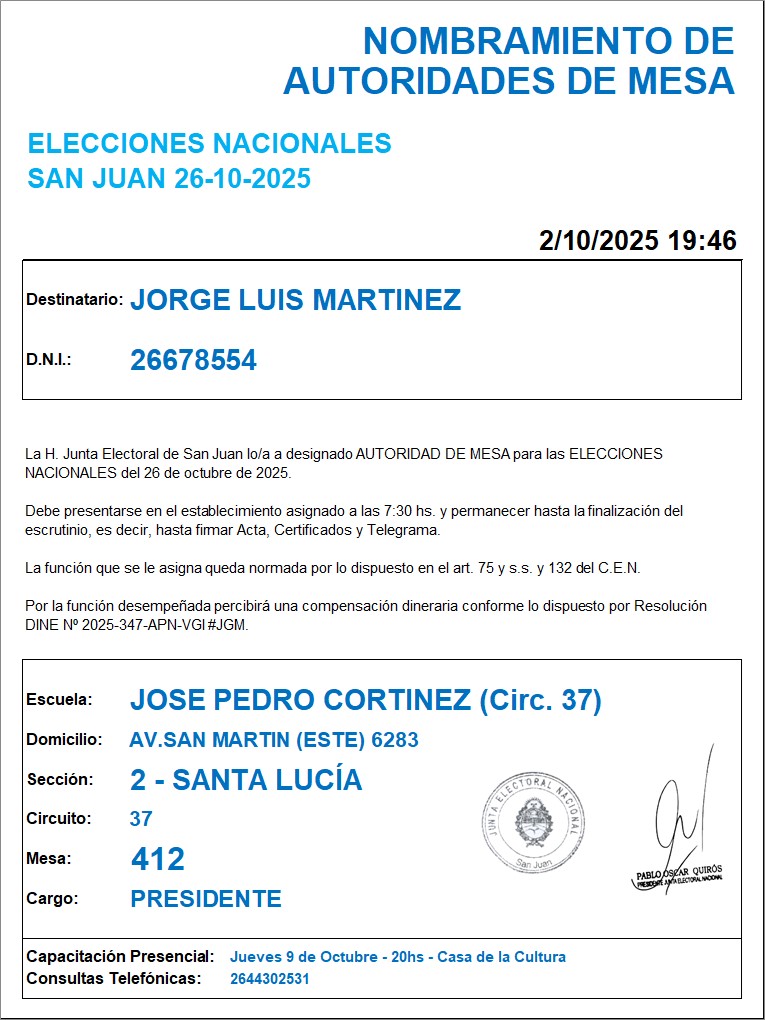 NOMBRAMIENTO DE
AUTORIDADES DE MESA
ELECCIONES NACIONALES
SAN JUAN 26-10-2025
2/10/2025 19:46
Destinatario: JORGE LUIS MARTINEZ
D.N.I.: 26678554
La H. Junta Electoral de San Juan lo/a a designado AUTORIDAD DE MESA para las ELECCIONES
NACIONALES del 26 de octubre de 2025.
Debe presentarse en el establecimiento asignado a las 7:30 hs. y permanecer hasta la finalización del
escrutinio, es decir, hasta firmar Acta, Certificados y Telegrama.
La función que se le asigna queda normada por lo dispuesto en el art. 75 y s.s. y 132 del C.E.N.
Por la función desempeñada percibirá una compensación dineraria conforme lo dispuesto por Resolución
DINE Nº 2025-347-APN-VGI#JGM.
Escuela: JOSE PEDRO CORTINEZ (Circ. 37)
Domicilio: AV.SAN MARTIN (ESTE) 6283
Sección: 2 - SANTA LUCÍA
Circuito: 37
Mesa: 412
Cargo: PRESIDENTE
JUNTA ELECTORAL NACIONAL
San Juan
PABLO OSCAR QUIRÓS
PRESIDENTE JUNTA ELECTORAL NACIONAL
Capacitación Presencial: Jueves 9 de Octubre - 20hs - Casa de la Cultura
Consultas Telefónicas: 2644302531